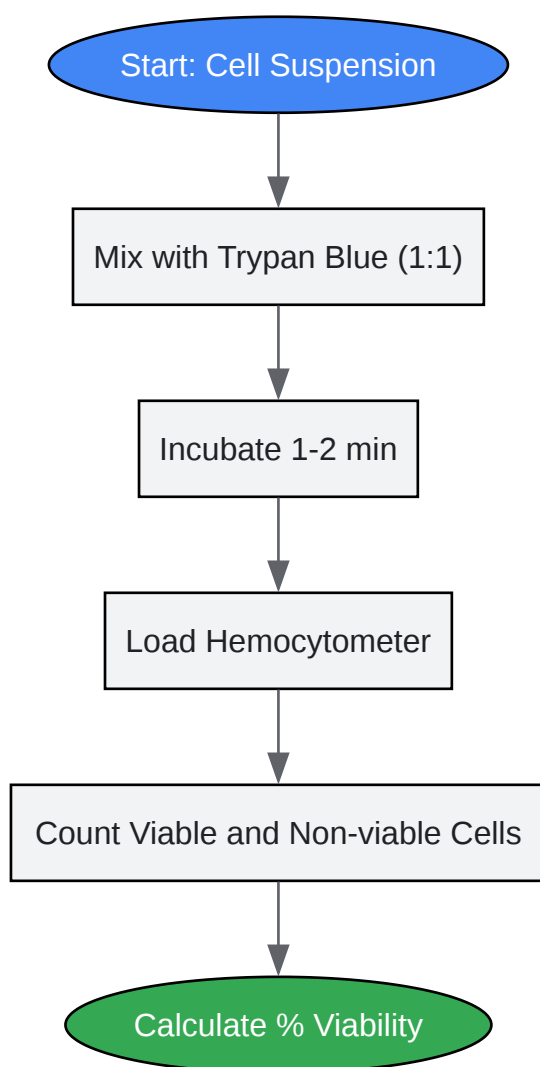 Start: Cell Suspension
Mix with Trypan Blue (1:1)
Incubate 1-2 min
Load Hemocytometer
Count Viable and Non-viable Cells
Calculate % Viability